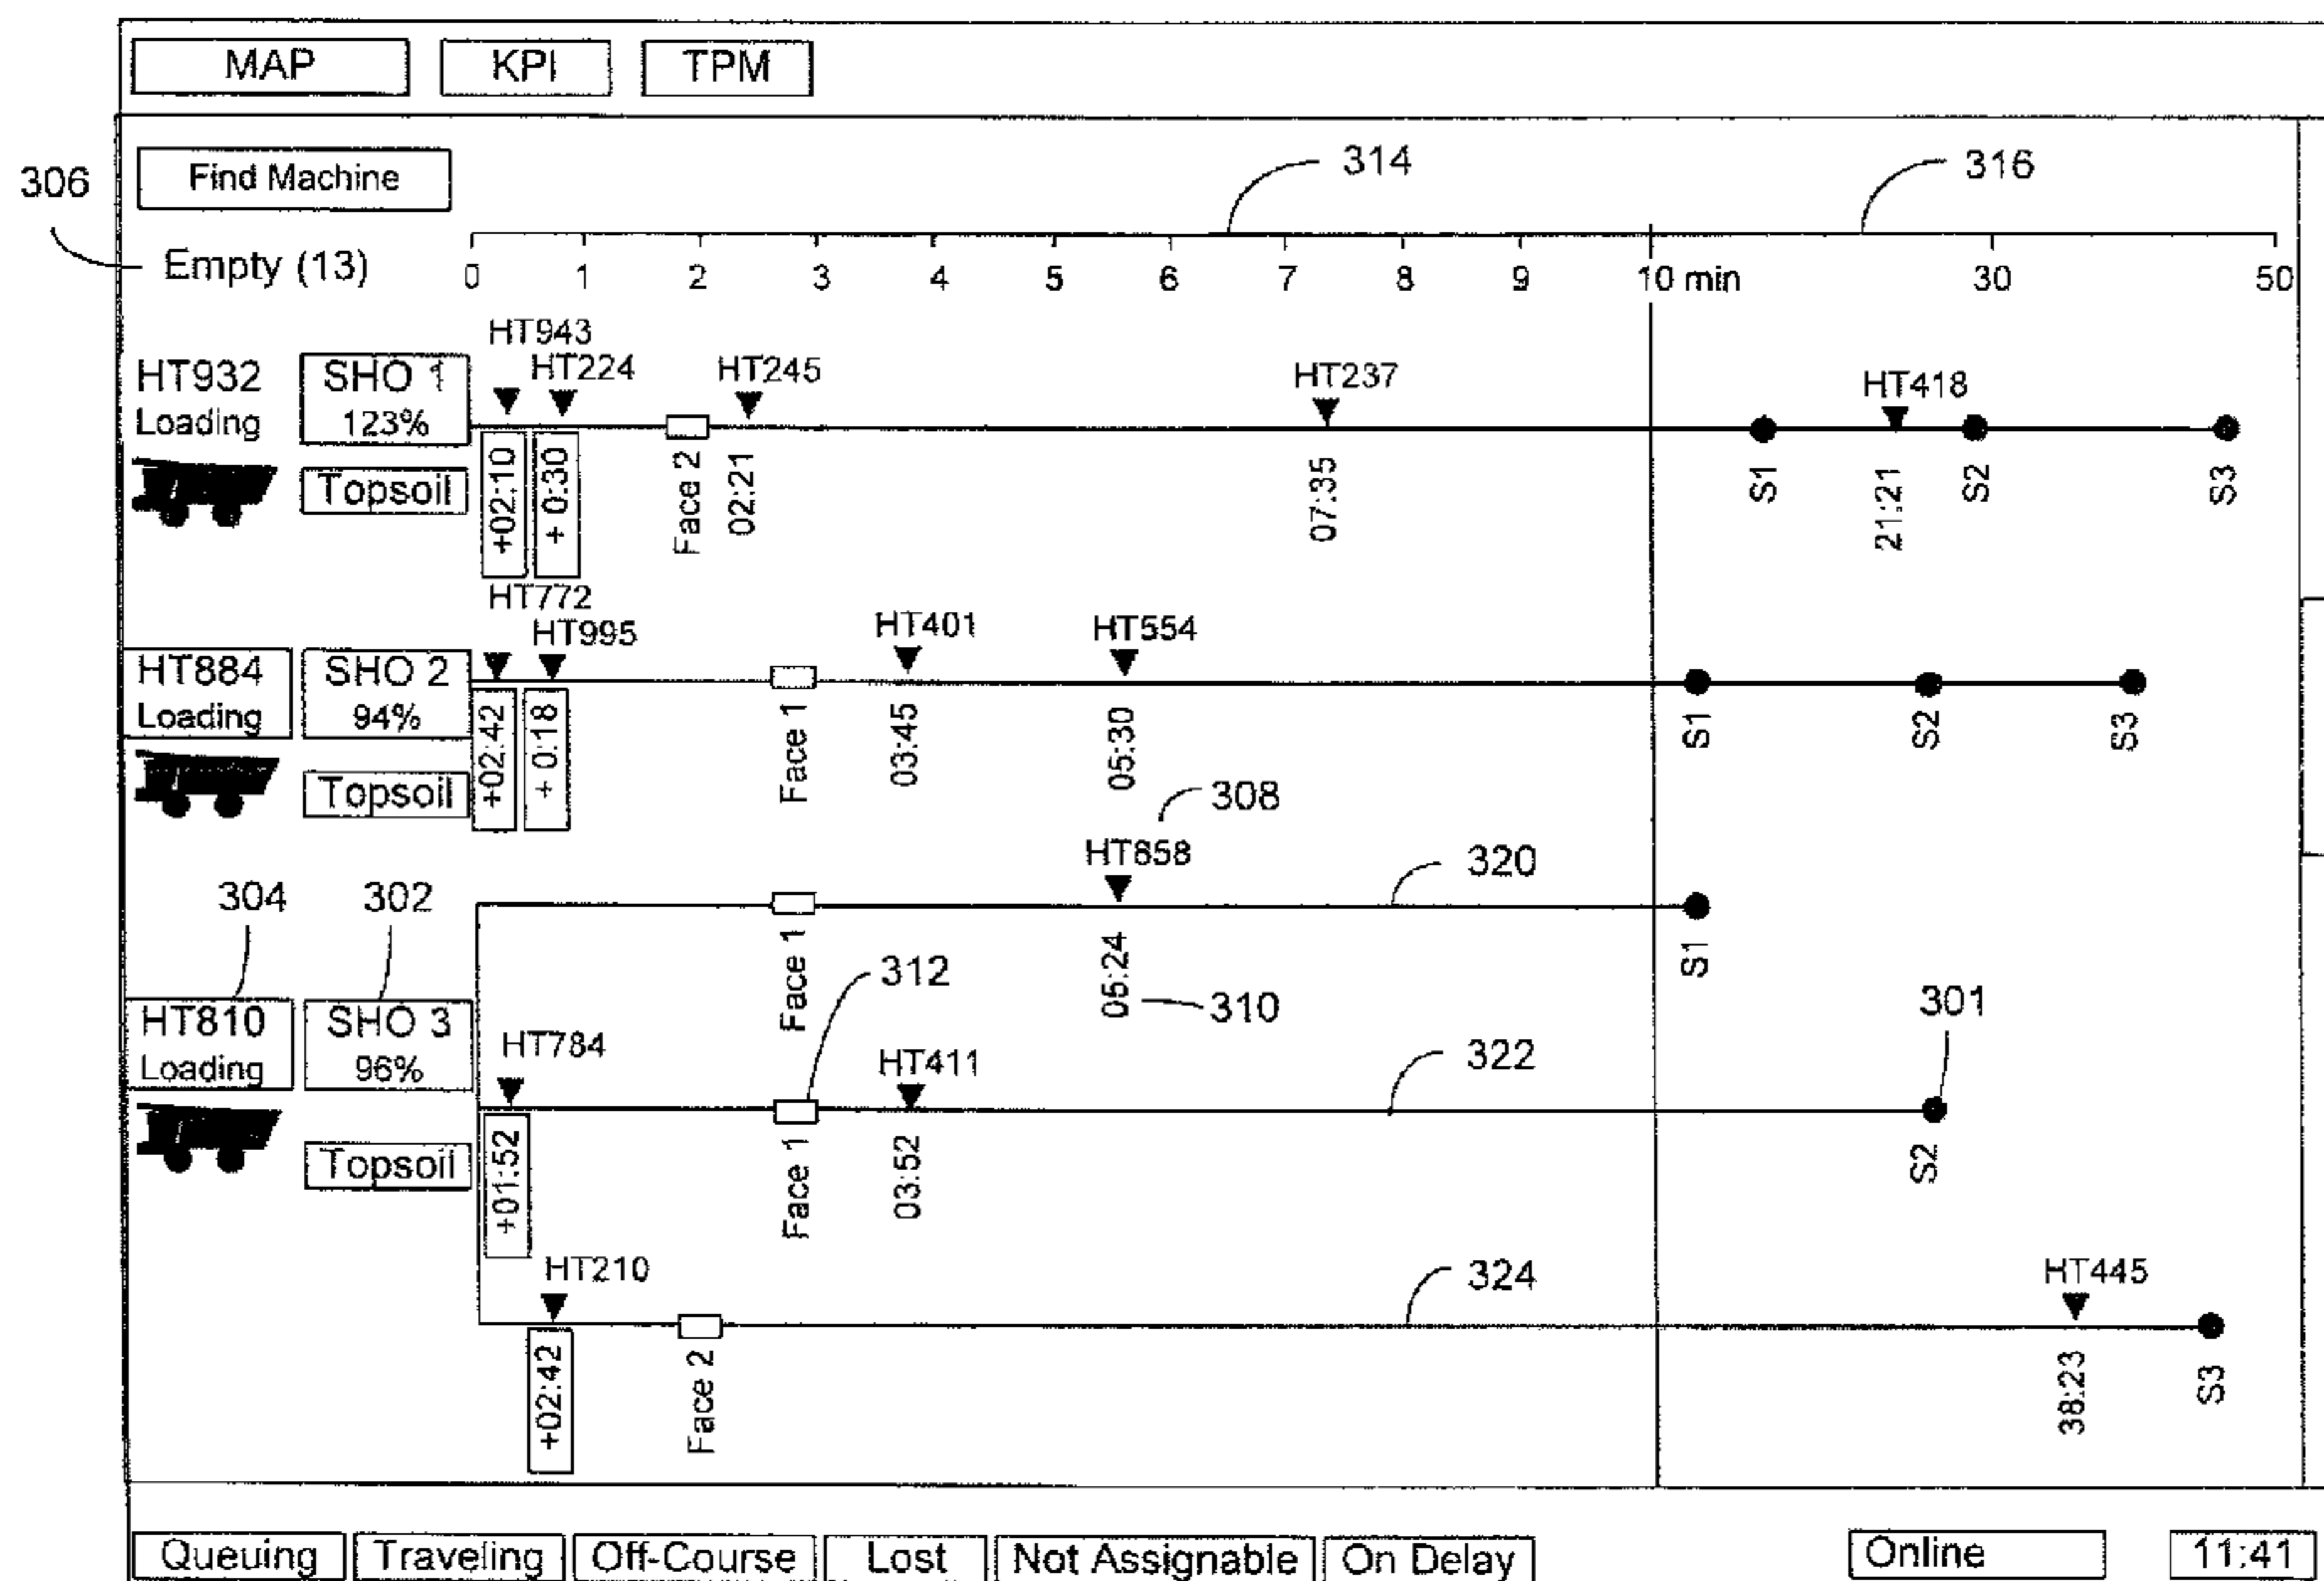 MAP KPI TPM
Find Machine
306
314
316
Empty (13)
0 1 2 3 4 5 6 7 8 9 10 min 30 50
HT943
HT224
HT245
HT237
HT418
HT932
Loading
SHO 1
123%
Topsoil
+02:10
+ 0:30
Face 2
02:21
07:35
S1
21:21
S2
S3
HT772
HT995
HT401
HT554
HT884
Loading
SHO 2
94%
Topsoil
+02:42
+ 0:18
Face 1
03:45
05:30
S1
S2
S3
308
HT858
320
304
302
Face 1
05:24
S1
312
310
301
HT810
Loading
SHO 3
96%
Topsoil
HT784
HT411
322
+01:52
Face 1
03:52
S2
HT210
324
HT445
+02:42
Face 2
38:23
S3
Queuing Traveling Off-Course Lost Not Assignable On Delay Online 11:41